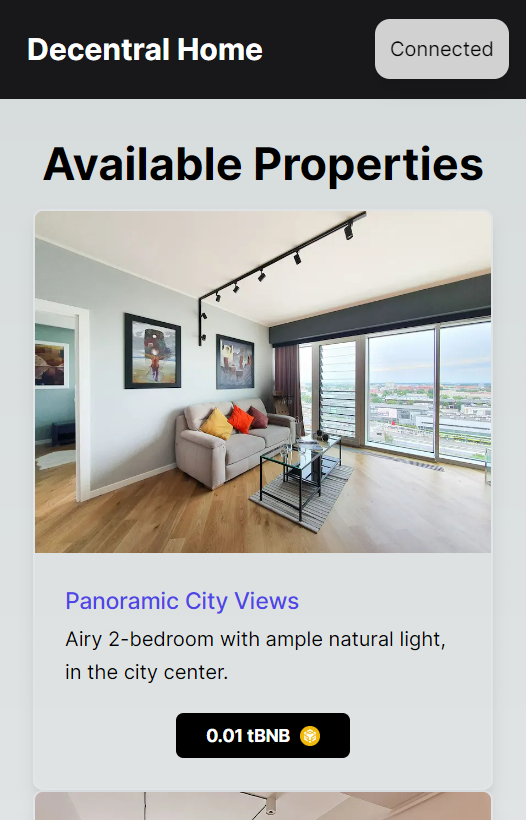 Decentral Home
Connected
Available Properties
Panoramic City Views
Airy 2-bedroom with ample natural light,
in the city center.
0.01 tBNB